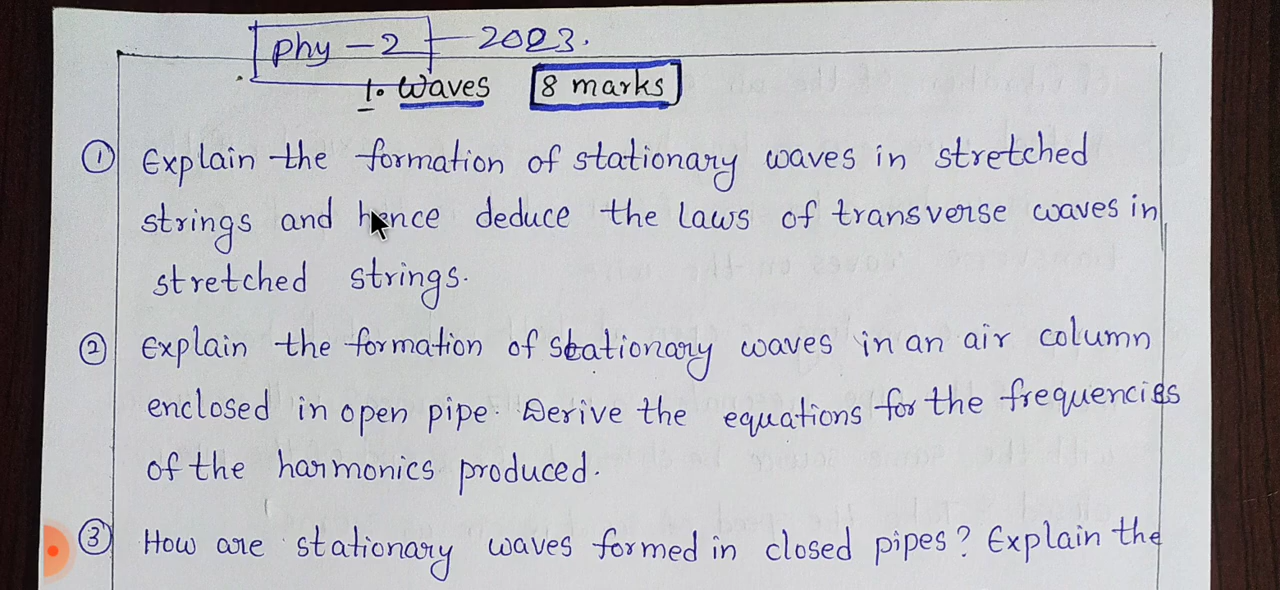 Phy - 2 - 2023.
1. Waves 8 marks
① Explain the formation of stationary waves in stretched
strings and hence deduce the laws of transverse waves in
stretched strings.
② Explain the formation of stationary waves in an air column
enclosed in open pipe. Derive the equations for the frequencies
of the harmonics produced.
③ How are stationary waves formed in closed pipes? Explain the